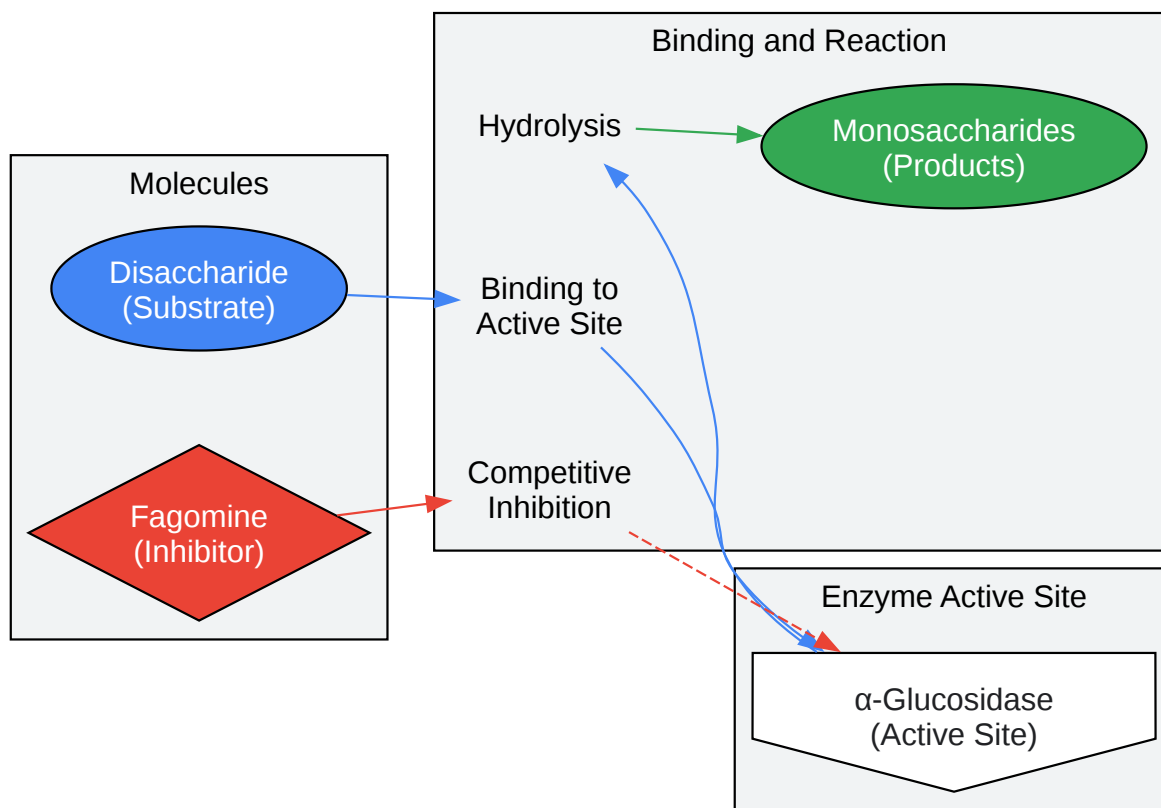 Binding and Reaction
Hydrolysis
Monosaccharides
(Products)
Molecules
Disaccharide
(Substrate)
Binding to
Active Site
Competitive
Inhibition
Fagomine
(Inhibitor)
Enzyme Active Site
α-Glucosidase
(Active Site)